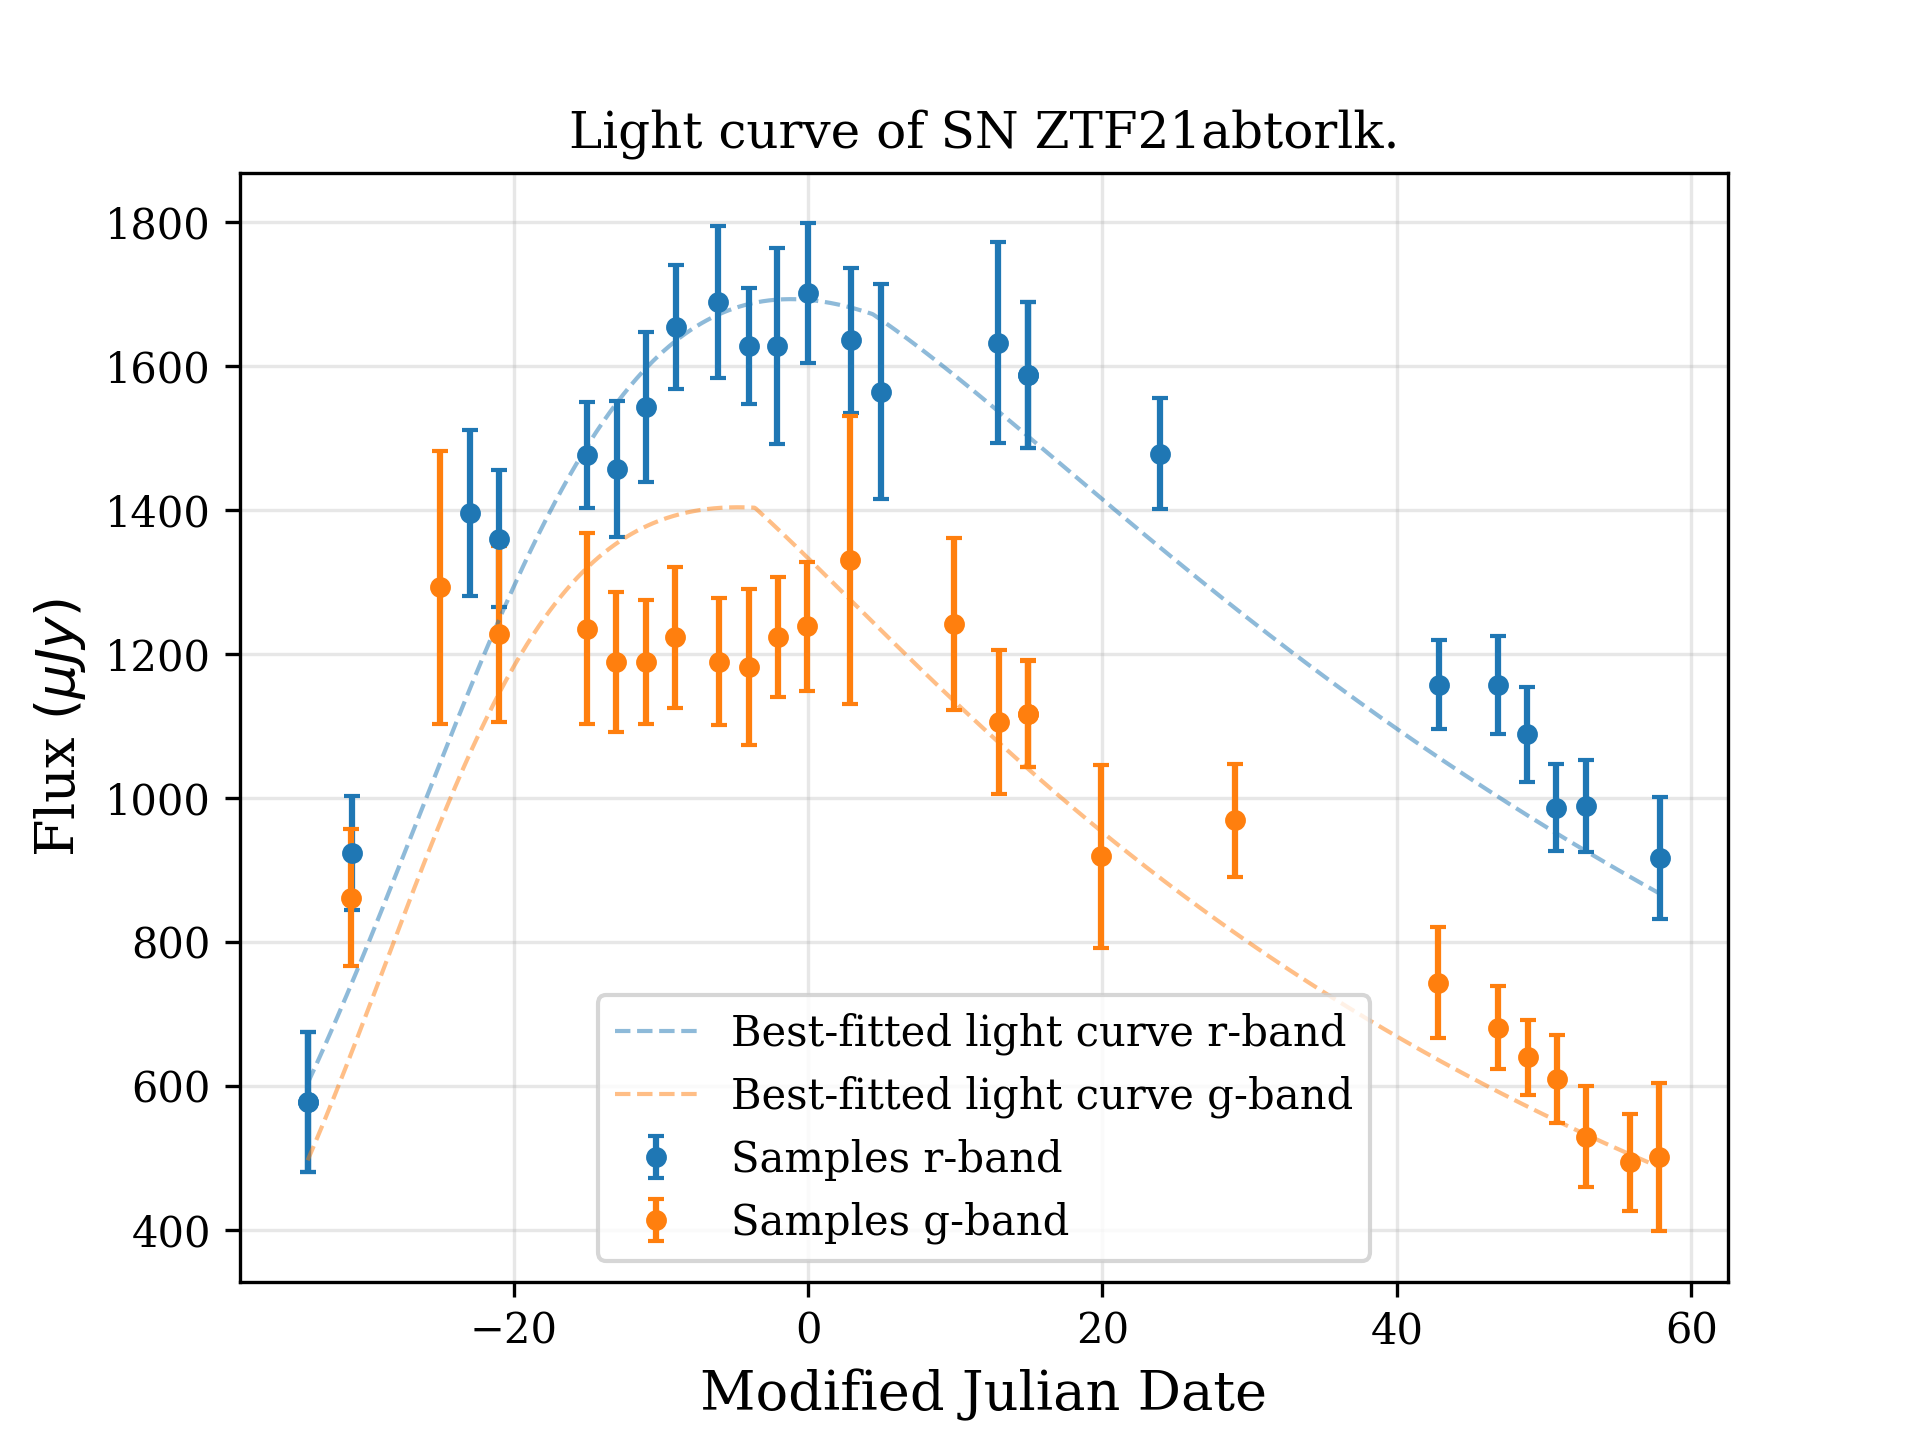 Light curve of SN ZTF21abtorlk.
1800
1600
1400
1200
1000
800
600
400
Flux (μJy)
Best-fitted light curve r-band
Best-fitted light curve g-band
Samples r-band
Samples g-band
−20 0 20 40 60
Modified Julian Date